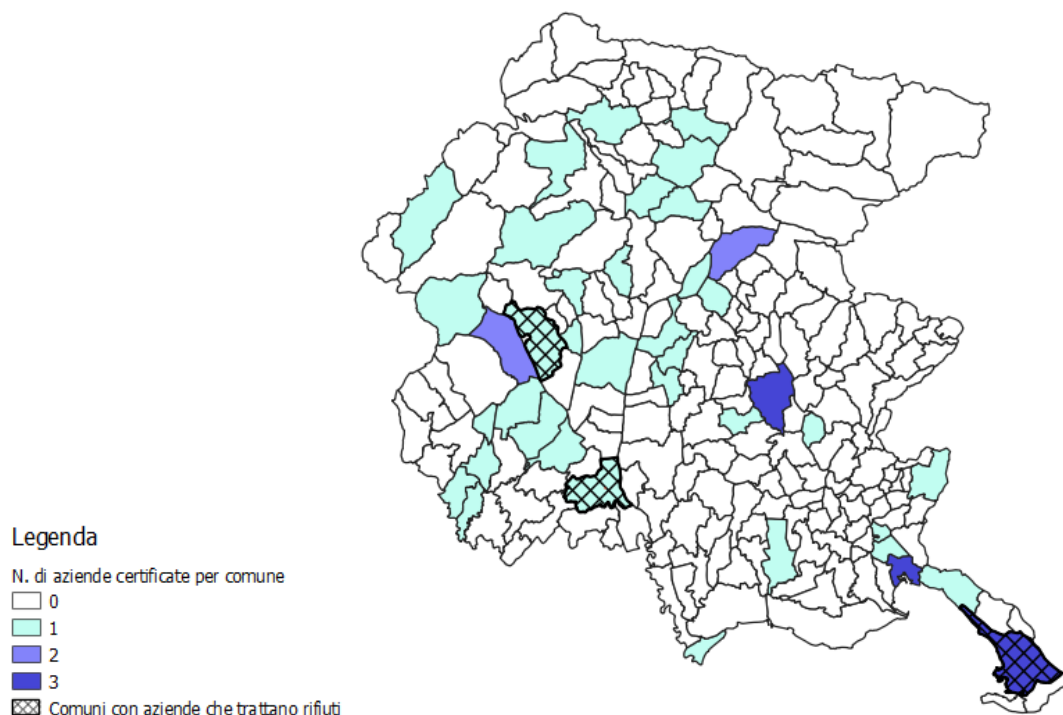 Legenda
N. di aziende certificate per comune
0
1
2
3
Comuni con aziende che trattano rifiuti